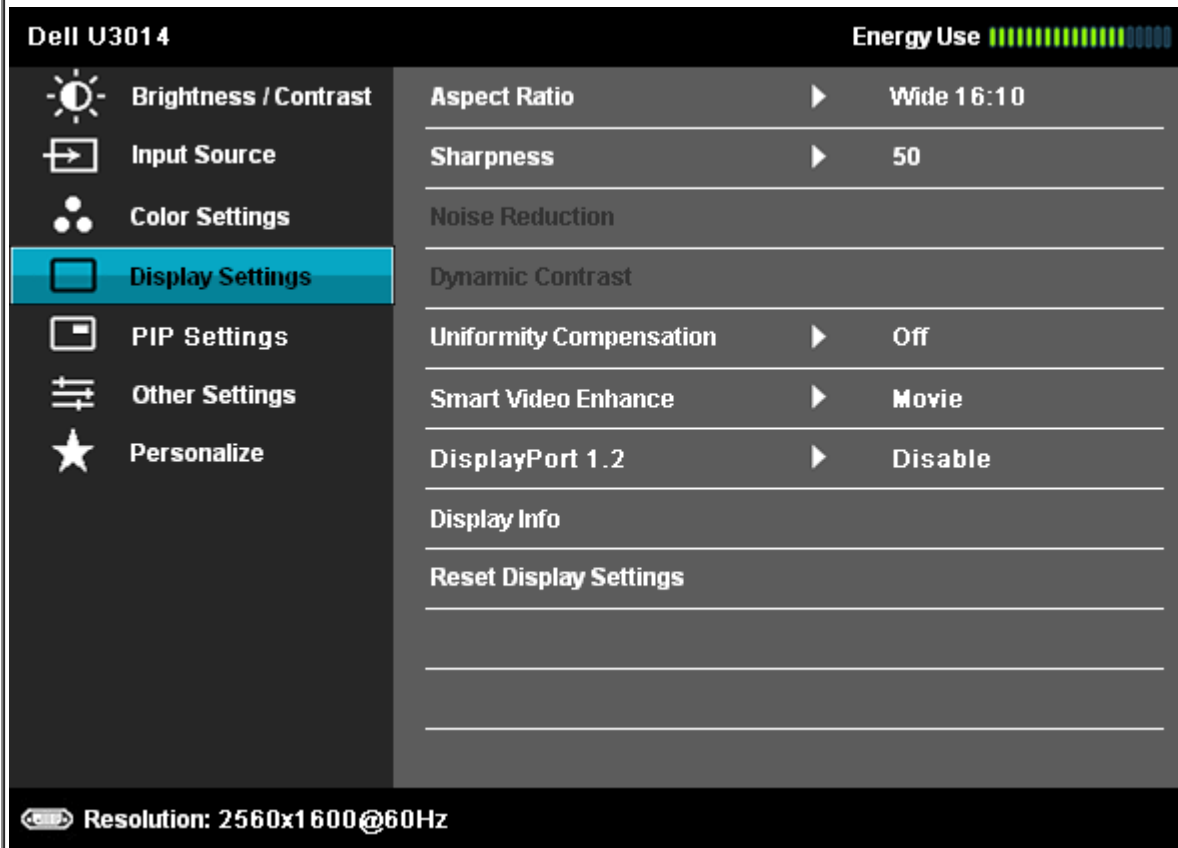 Dell U3014 Energy Use
Brightness / Contrast
Input Source
Color Settings
Display Settings
PIP Settings
Other Settings
Personalize
Aspect Ratio Wide 16:10
Sharpness 50
Noise Reduction
Dynamic Contrast
Uniformity Compensation Off
Smart Video Enhance Movie
DisplayPort 1.2 Disable
Display Info
Reset Display Settings
Resolution: 2560x1600@60Hz